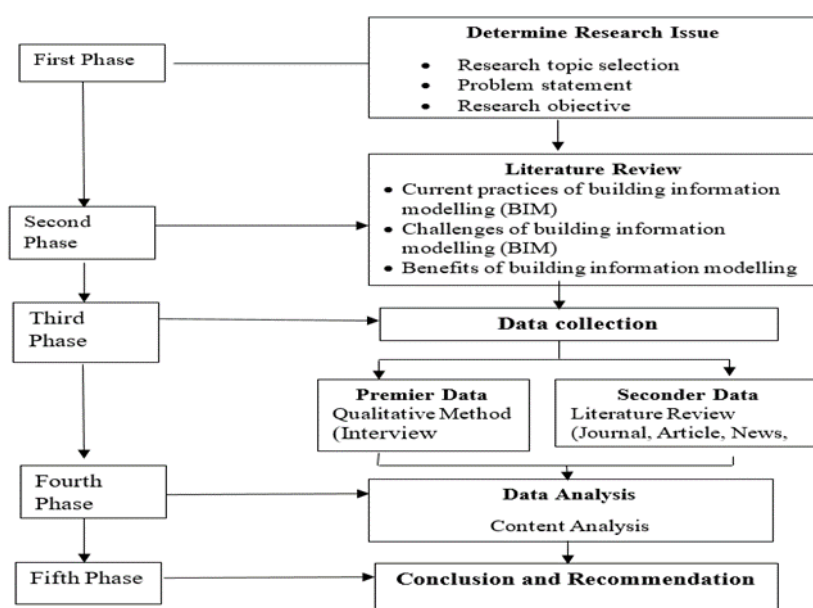 First Phase
Determine Research Issue
• Research topic selection
• Problem statement
• Research objective
Second
Phase
Literature Review
• Current practices of building information
modelling (BIM)
• Challenges of building information
modelling (BIM)
• Benefits of building information modelling
Third
Phase
Data collection
Premier Data
Qualitative Method
(Interview
Seconder Data
Literature Review
(Journal, Article, News,
Fourth
Phase
Data Analysis
Content Analysis
Fifth Phase
Conclusion and Recommendation